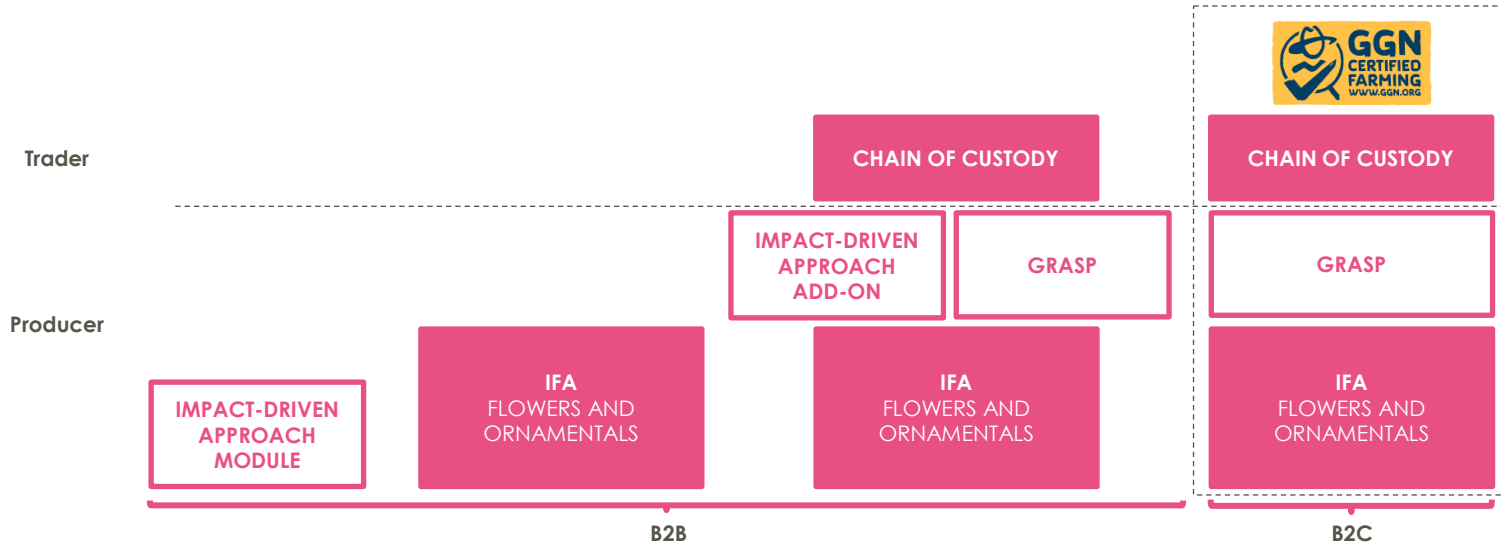 GGN
CERTIFIED
FARMING
WWW.GGN.ORG
Trader
CHAIN OF CUSTODY
CHAIN OF CUSTODY
IMPACT-DRIVEN
APPROACH
ADD-ON
GRASP
GRASP
Producer
IMPACT-DRIVEN
APPROACH
MODULE
IFA
FLOWERS AND
ORNAMENTALS
IFA
FLOWERS AND
ORNAMENTALS
IFA
FLOWERS AND
ORNAMENTALS
B2B
B2C